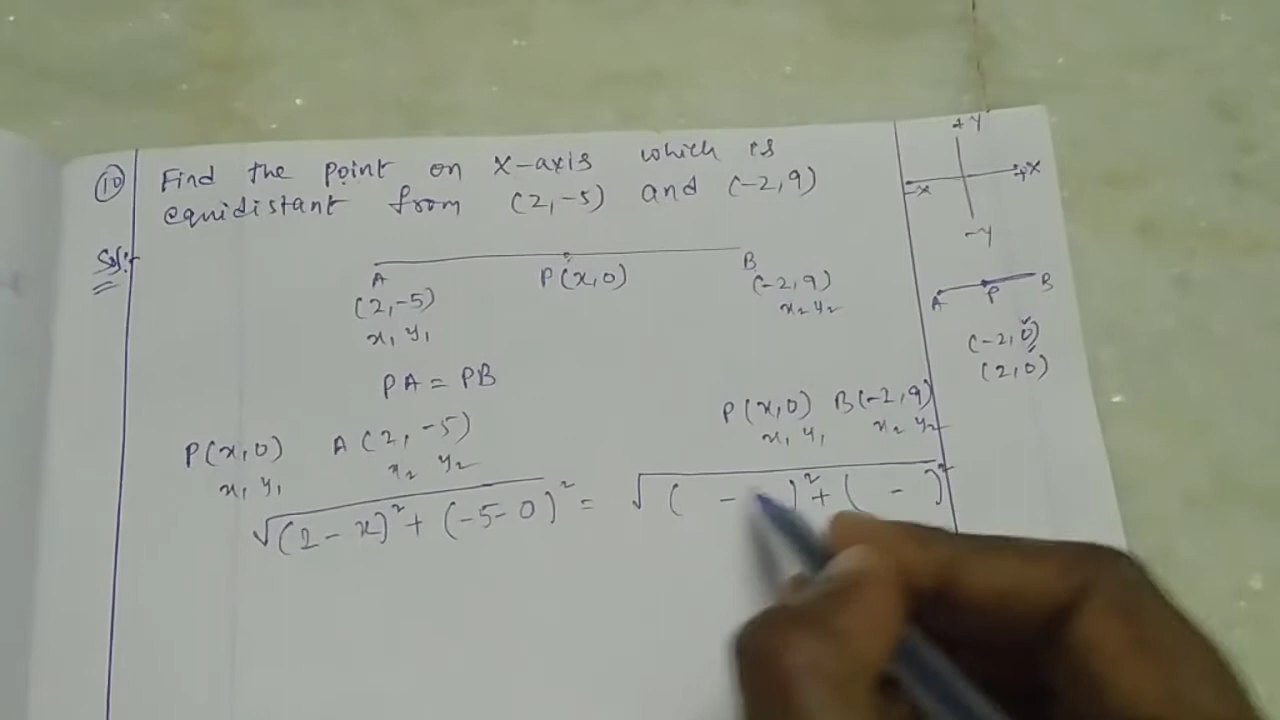 (10) Find the point on x-axis which is
equidistant from (2,-5) and (-2,9)
Sol:-
A P(x,0) B
(2,-5) (-2,9)
x₁ y₁ x₂ y₂
PA = PB
P(x,0) A(2,-5) P(x,0) B(-2,9)
x₁ y₁ x₂ y₂ x₁ y₁ x₂ y₂
√(2-x)²+(-5-0)² = √( - )²+( - )²
+Y
-X +X
-Y
A P B
(-2,0)
(2,0)